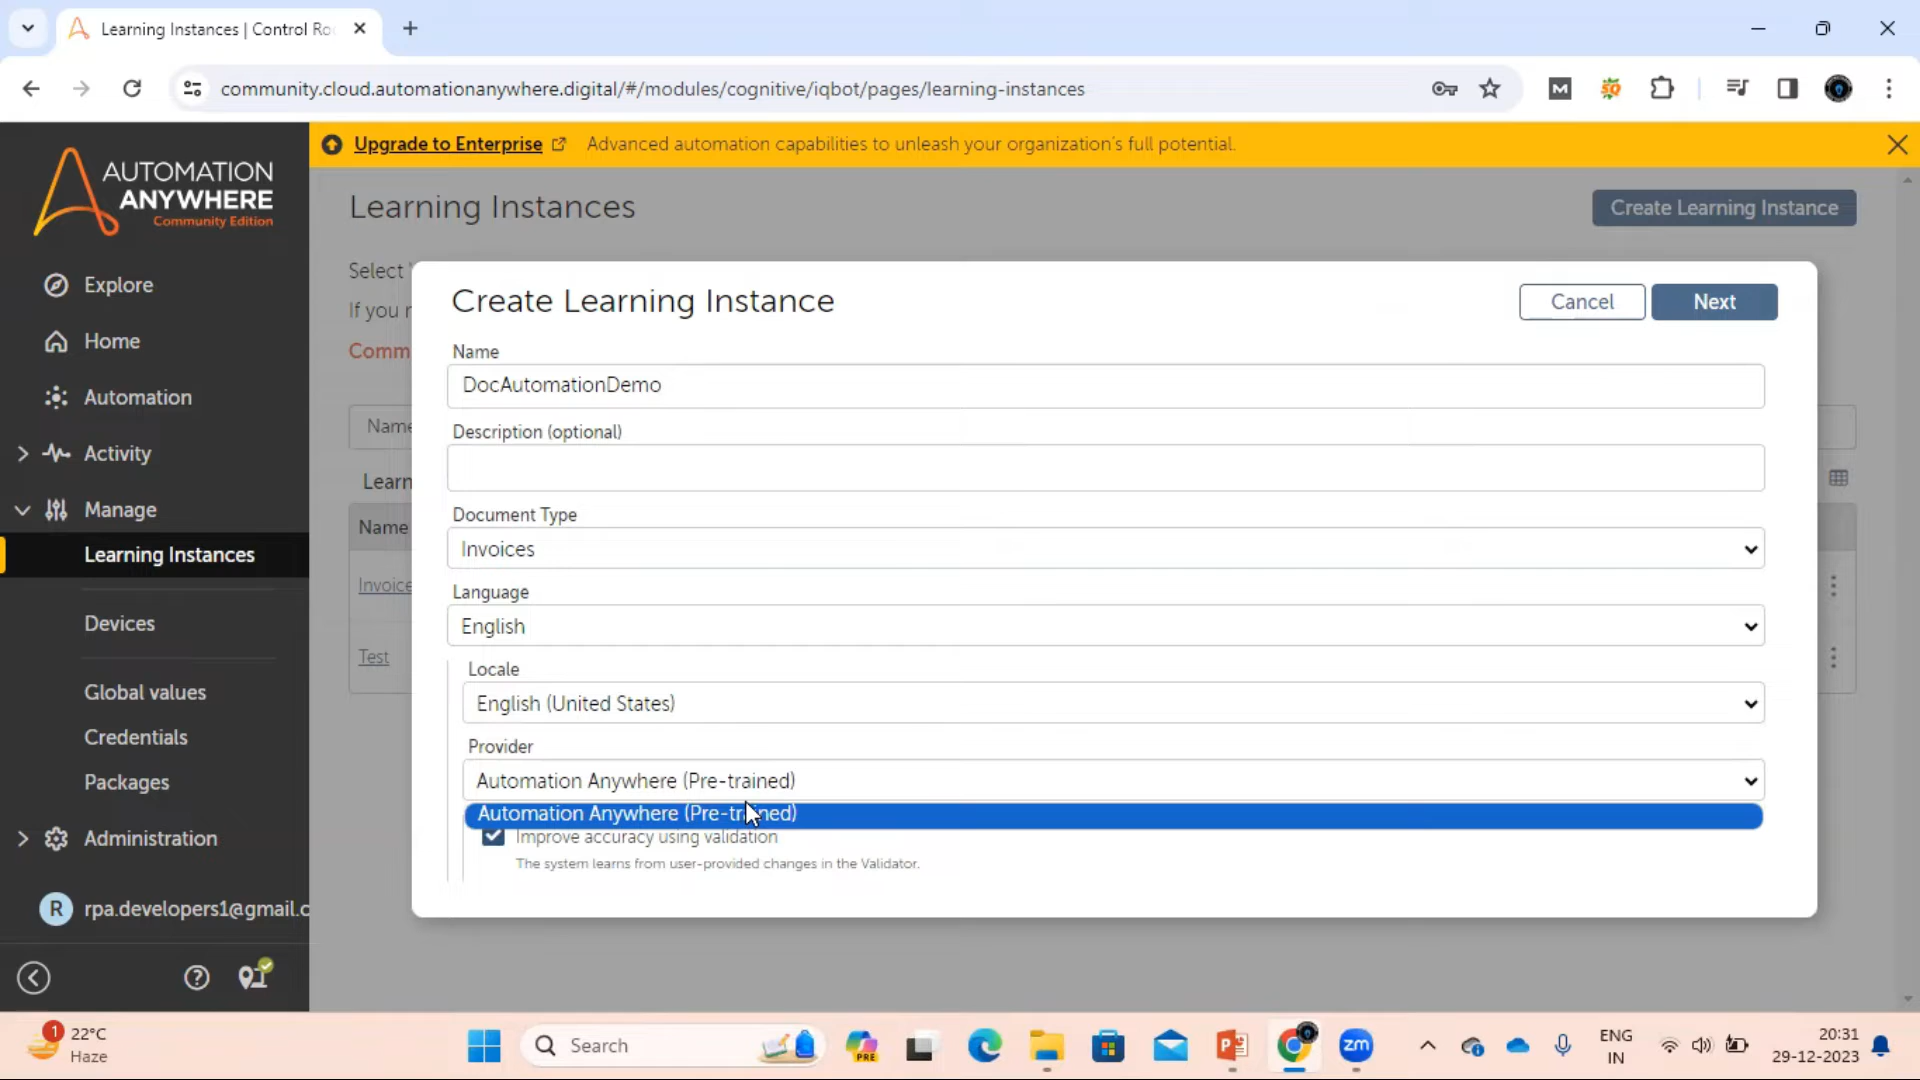 Learning Instances | Control Ro
community.cloud.automationanywhere.digital/#/modules/cognitive/iqbot/pages/learning-instances
M
SQ
AUTOMATION
ANYWHERE
Community Edition
Upgrade to Enterprise
Advanced automation capabilities to unleash your organization's full potential.
Learning Instances
Create Learning Instance
Select
If you
Comm
Explore
Home
Automation
Activity
Manage
Learning Instances
Devices
Global values
Credentials
Packages
Administration
R
rpa.developers1@gmail.c
Name
Learn
Name
Invoice
Test
Create Learning Instance
Cancel
Next
Name
DocAutomationDemo
Description (optional)
Document Type
Invoices
Language
English
Locale
English (United States)
Provider
Automation Anywhere (Pre-trained)
Automation Anywhere (Pre-trained)
Improve accuracy using validation
The system learns from user-provided changes in the Validator.
1
22°C
Haze
Search
PRE
zm
ENG
IN
20:31
29-12-2023